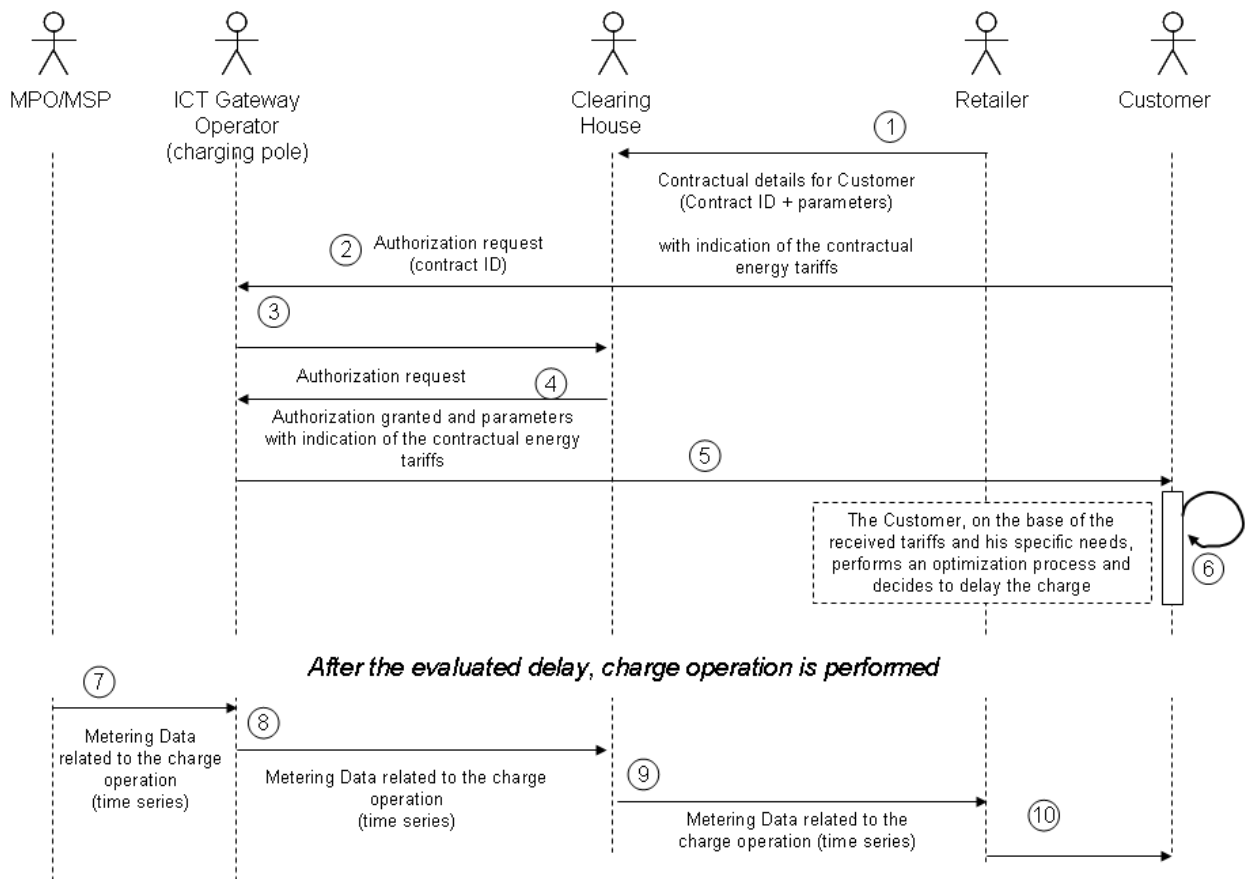 MPO/MSP
ICT Gateway
Operator
(charging pole)
Clearing
House
Retailer
Customer
1
Contractual details for Customer
(Contract ID + parameters)
with indication of the contractual
energy tariffs
2
Authorization request
(contract ID)
3
Authorization request
4
Authorization granted and parameters
with indication of the contractual energy
tariffs
5
The Customer, on the base of the
received tariffs and his specific needs,
performs an optimization process and
decides to delay the charge
6
After the evaluated delay, charge operation is performed
7
Metering Data
related to the charge
operation
(time series)
8
Metering Data related to the charge
operation
(time series)
9
Metering Data related to the
charge operation (time series)
10